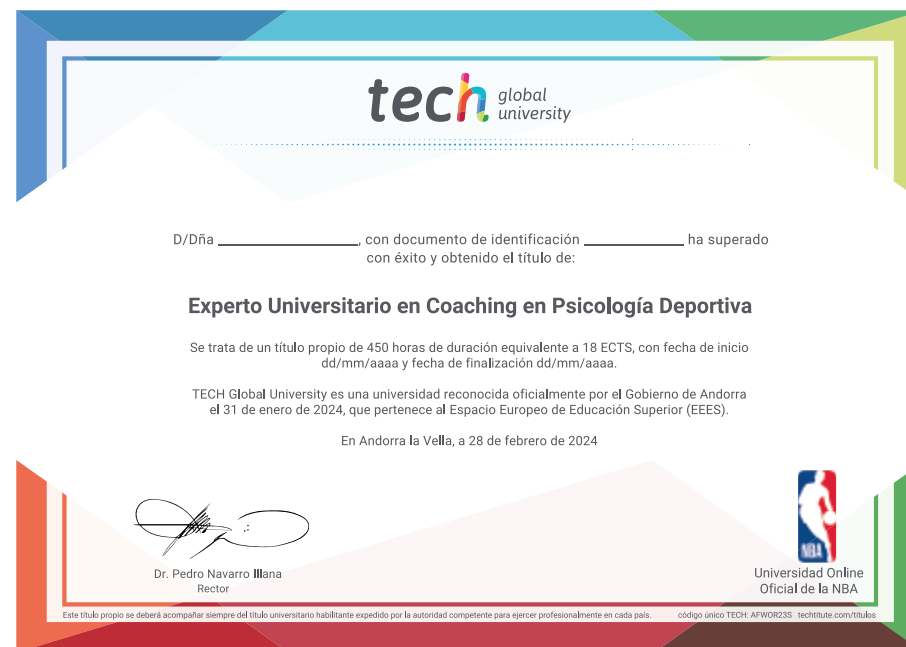 tech global university
D/Dña ____________________, con documento de identificación ______________ ha superado
con éxito y obtenido el título de:
Experto Universitario en Coaching en Psicología Deportiva
Se trata de un título propio de 450 horas de duración equivalente a 18 ECTS, con fecha de inicio
dd/mm/aaaa y fecha de finalización dd/mm/aaaa.
TECH Global University es una universidad reconocida oficialmente por el Gobierno de Andorra
el 31 de enero de 2024, que pertenece al Espacio Europeo de Educación Superior (EEES).
En Andorra la Vella, a 28 de febrero de 2024
Dr. Pedro Navarro Illana
Rector
NBA
Universidad Online
Oficial de la NBA
Este título propio se deberá acompañar siempre del título universitario habilitante expedido por la autoridad competente para ejercer profesionalmente en cada país. código único TECH: AFWOR23S techtitute.com/titulos